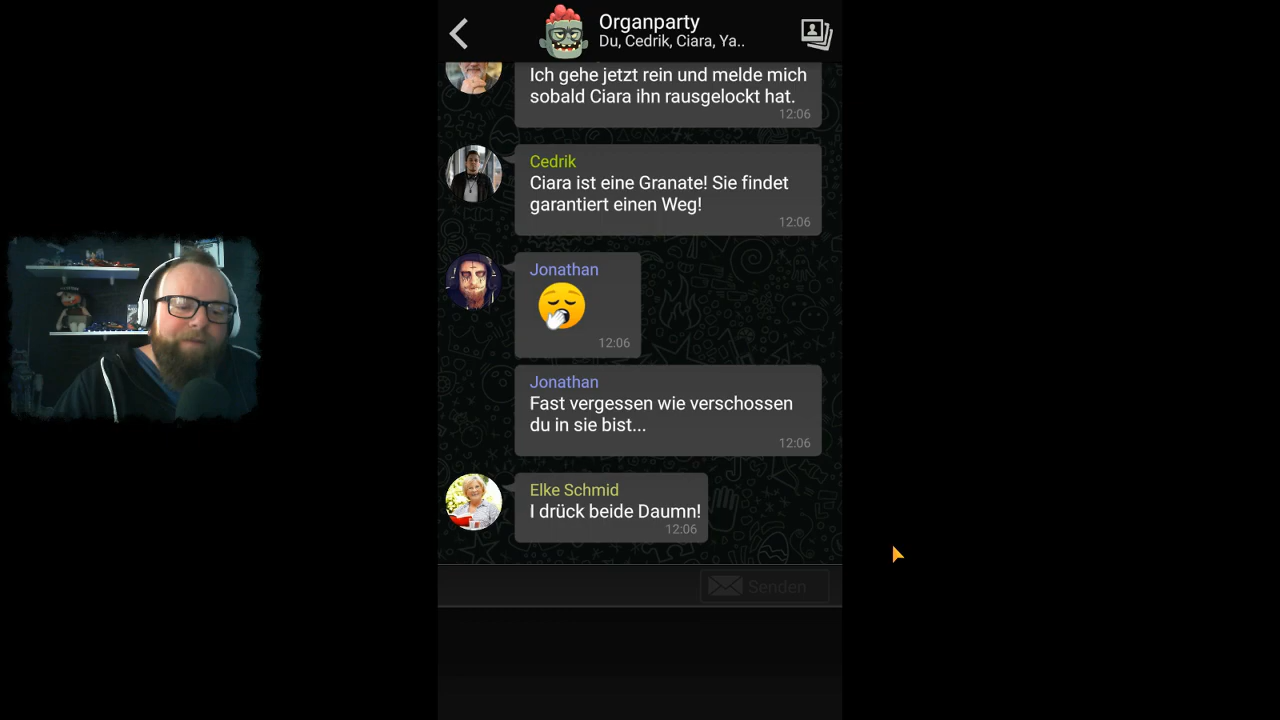 Organparty
Du, Cedrik, Ciara, Ya..
Ich gehe jetzt rein und melde mich
sobald Ciara ihn rausgelockt hat.
12:06
Cedrik
Ciara ist eine Granate! Sie findet
garantiert einen Weg!
12:06
Jonathan
12:06
Jonathan
Fast vergessen wie verschossen
du in sie bist...
12:06
Elke Schmid
I drück beide Daumn!
12:06
Senden